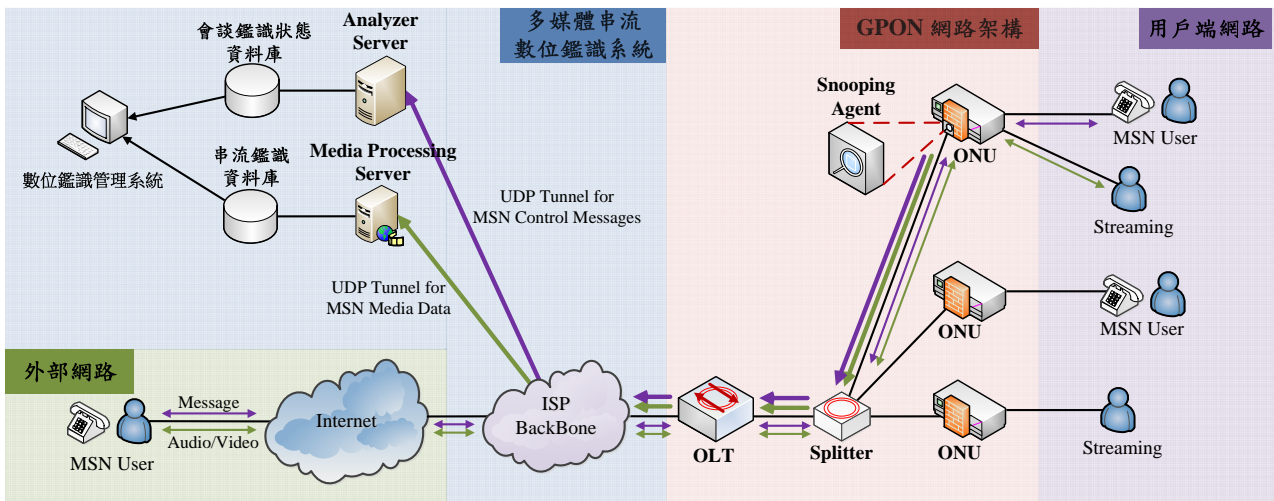 多媒體串流
數位鑑識系統
GPON 網路架構
用戶端網路
會談鑑識狀態
資料庫
Analyzer
Server
串流鑑識
資料庫
Media Processing
Server
數位鑑識管理系統
UDP Tunnel for
MSN Control Messages
UDP Tunnel for
MSN Media Data
Snooping
Agent
ONU
MSN User
Streaming
ONU
MSN User
ONU
Streaming
外部網路
Message
Audio/Video
MSN User
Internet
ISP
BackBone
OLT
Splitter